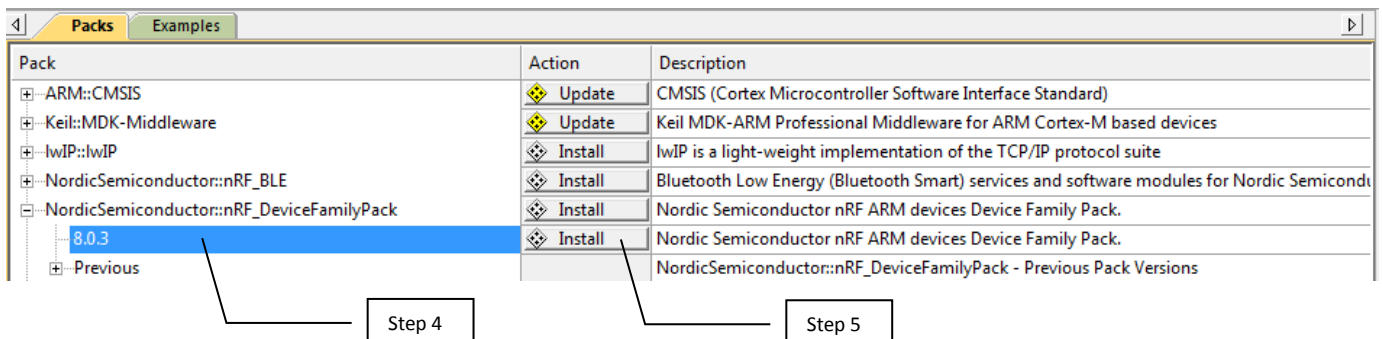 Packs Examples
Pack Action Description
ARM::CMSIS Update CMSIS (Cortex Microcontroller Software Interface Standard)
Keil::MDK-Middleware Update Keil MDK-ARM Professional Middleware for ARM Cortex-M based devices
lwIP::lwIP Install lwIP is a light-weight implementation of the TCP/IP protocol suite
NordicSemiconductor::nRF_BLE Install Bluetooth Low Energy (Bluetooth Smart) services and software modules for Nordic Semicondu
NordicSemiconductor::nRF_DeviceFamilyPack Install Nordic Semiconductor nRF ARM devices Device Family Pack.
8.0.3 Install Nordic Semiconductor nRF ARM devices Device Family Pack.
Previous NordicSemiconductor::nRF_DeviceFamilyPack - Previous Pack Versions
Step 4 Step 5